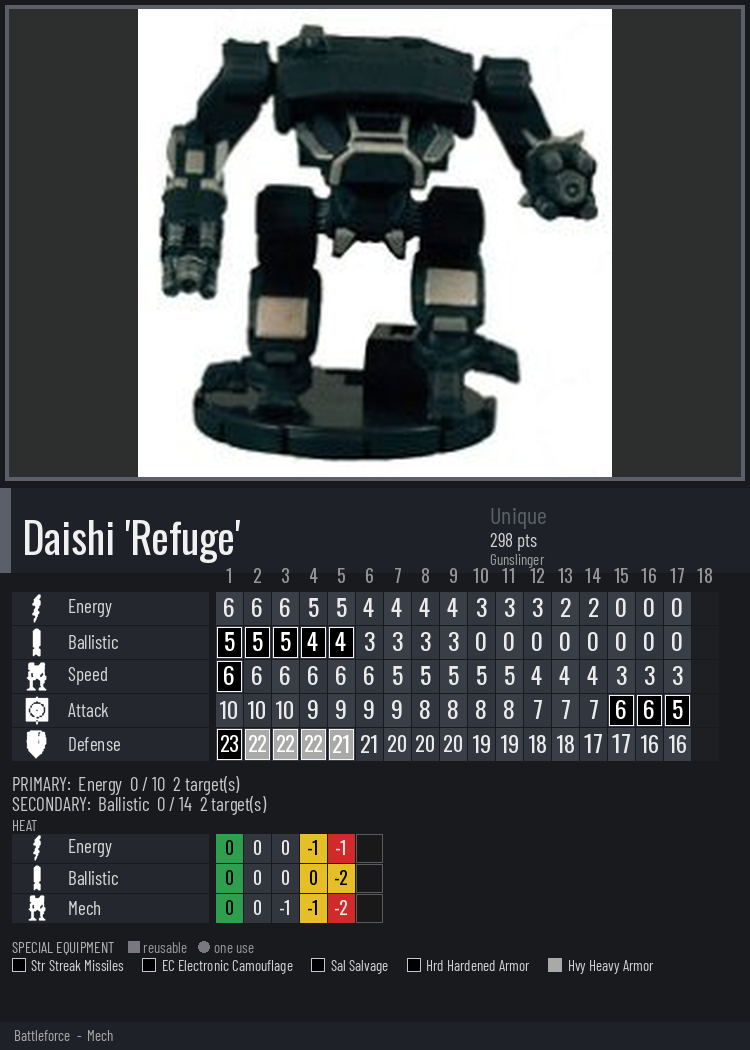 Daishi 'Refuge'
Unique
298 pts
Gunslinger
1 2 3 4 5 6 7 8 9 10 11 12 13 14 15 16 17 18
Energy 6 6 6 5 5 4 4 4 4 3 3 3 2 2 0 0 0
Ballistic 5 5 5 4 4 3 3 3 3 0 0 0 0 0 0 0 0
Speed 6 6 6 6 6 6 5 5 5 5 5 4 4 4 3 3 3
Attack 10 10 10 9 9 9 9 8 8 8 8 7 7 7 6 6 5
Defense 23 22 22 22 21 21 20 20 20 19 19 18 18 17 17 16 16
PRIMARY: Energy 0 / 10 2 target(s)
SECONDARY: Ballistic 0 / 14 2 target(s)
HEAT
Energy 0 0 0 -1 -1
Ballistic 0 0 0 0 -2
Mech 0 0 -1 -1 -2
SPECIAL EQUIPMENT reusable one use
Str Streak Missiles EC Electronic Camouflage Sal Salvage Hrd Hardened Armor Hvy Heavy Armor
Battleforce - Mech